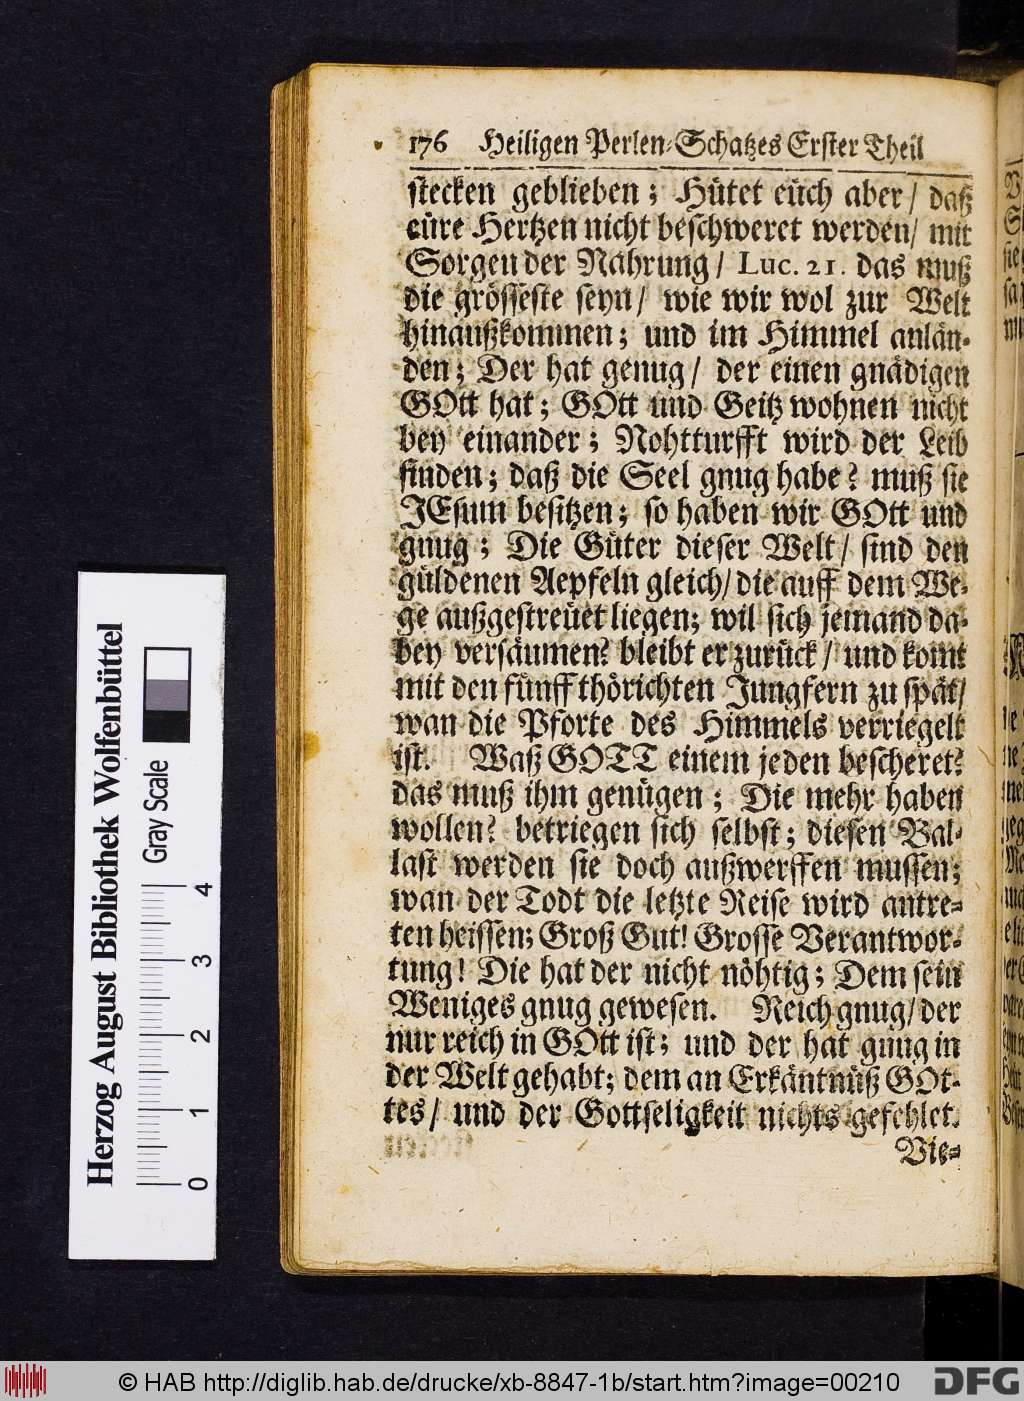 176 Heiligen Perlen-Schatzes Erster Theil
stecken geblieben; Hütet eüch aber/ daß
eüre Hertzen nicht beschweret werden/ mit
Sorgen der Nahrung/ Luc. 21. das muß
die grösseste seyn/ wie wir wol zur Welt
hinaußkommen; und im Himmel anlän-
den; Der hat genug/ der einen gnädigen
GOtt hat; GOtt und Geitz wohnen nicht
bey einander; Nohtturfft wird der Leib
finden; daß die Seel gnug habe? muß sie
JEsum besitzen; so haben wir GOtt und
gnug; Die Güter dieser Welt/ sind den
güldenen Aepfeln gleich/ die auff dem We-
ge außgestreüet liegen; wil sich jemand da-
bey versäumen? bleibt er zurück/ und komt
mit den fünff thörichten Jungfern zu spät/
wan die Pforte des Himmels verriegelt
ist. Waß GOTT einem jeden bescheret?
das muß ihm genügen; Die mehr haben
wollen? betriegen sich selbst; diesen Bal-
last werden sie doch außwerffen mussen;
wan der Todt die letzte Reise wird antre-
ten heissen; Groß Gut! Grosse Verantwor-
tung! Die hat der nicht nöhtig; Dem sein
Weniges gnug gewesen. Reich gnug/ der
nur reich in GOtt ist; und der hat gnug in
der Welt gehabt; dem an Erkäntnüß GOt-
tes/ und der Gottseligkeit nichts gefehlet.
Vie-
Herzog August Bibliothek Wolfenbüttel
Gray Scale
0 1 2 3 4
© HAB http://diglib.hab.de/drucke/xb-8847-1b/start.htm?image=00210
DFG